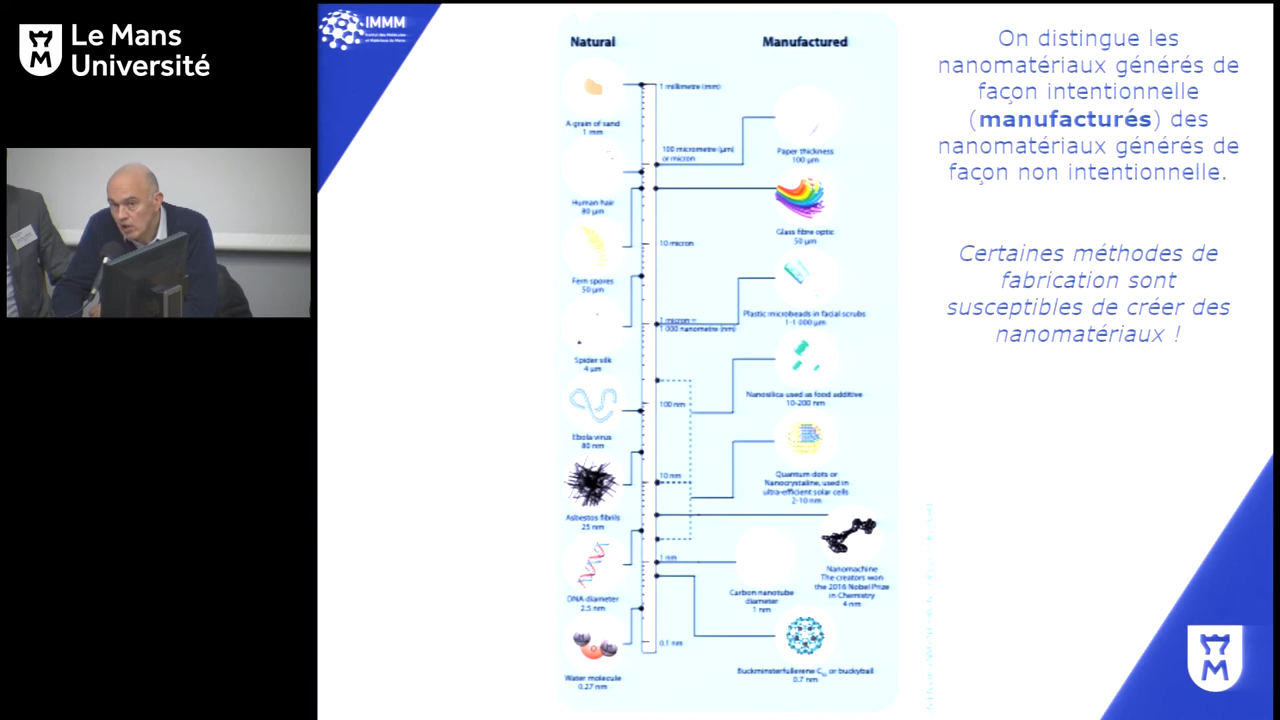 Le Mans
Université
IMMM
Institut des Molécules
et Matériaux du Mans
Natural
Manufactured
A grain of sand
1 mm
Human hair
80 µm
Fern spores
50 µm
Spider silk
4 µm
Ebola virus
80 nm
Asbestos fibrils
25 nm
DNA diameter
2.5 nm
Water molecule
0.27 nm
1 millimetre (mm)
100 micrometre (µm)
or micron
10 micron
1 micron =
1 000 nanometre (nm)
100 nm
10 nm
1 nm
0,1 nm
Paper thickness
100 µm
Glass fibre optic
50 µm
Plastic microbeads in facial scrubs
1-1 000 µm
Nanosilica used as food additive
10-200 nm
Quantum dots or
Nanocrystaline, used in
ultra-efficient solar cells
2-10 nm
Nanomachine
The creators won
the 2016 Nobel Prize
in Chemistry
4 nm
Carbon nanotube
diameter
1 nm
Buckminsterfullerene C60 or buckyball
0.7 nm
On distingue les
nanomatériaux générés de
façon intentionnelle
(manufacturés) des
nanomatériaux générés de
façon non intentionnelle.
Certaines méthodes de
fabrication sont
susceptibles de créer des
nanomatériaux !